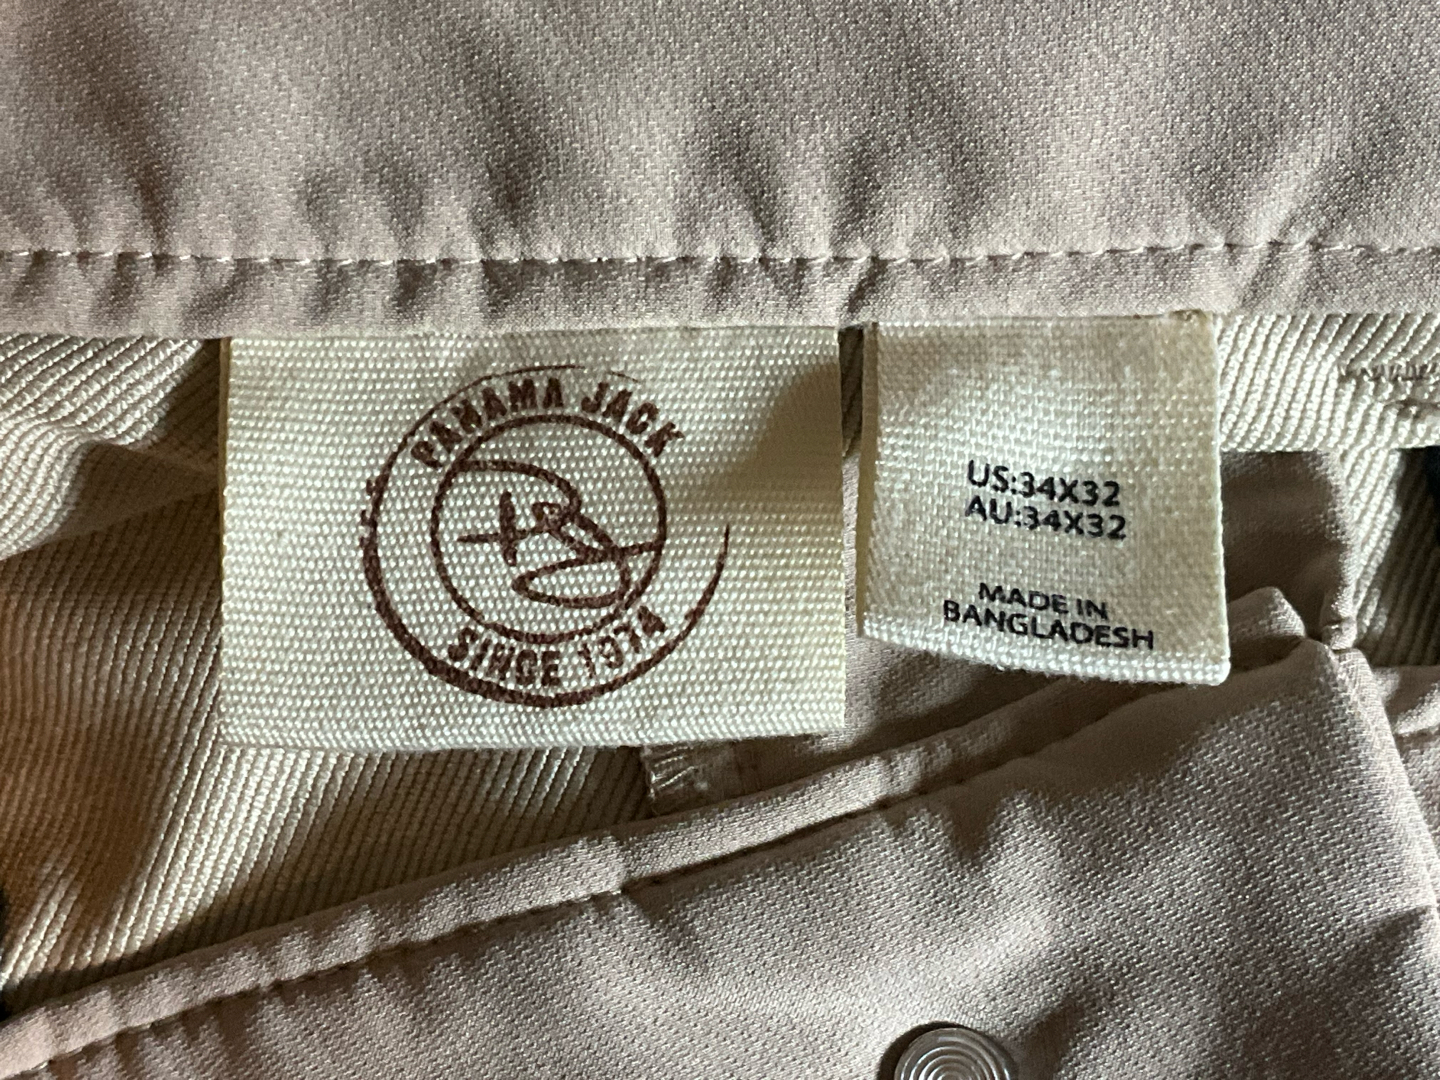 PANAMA JACK
SINCE 1974
US:34X32
AU:34X32
MADE IN
BANGLADESH